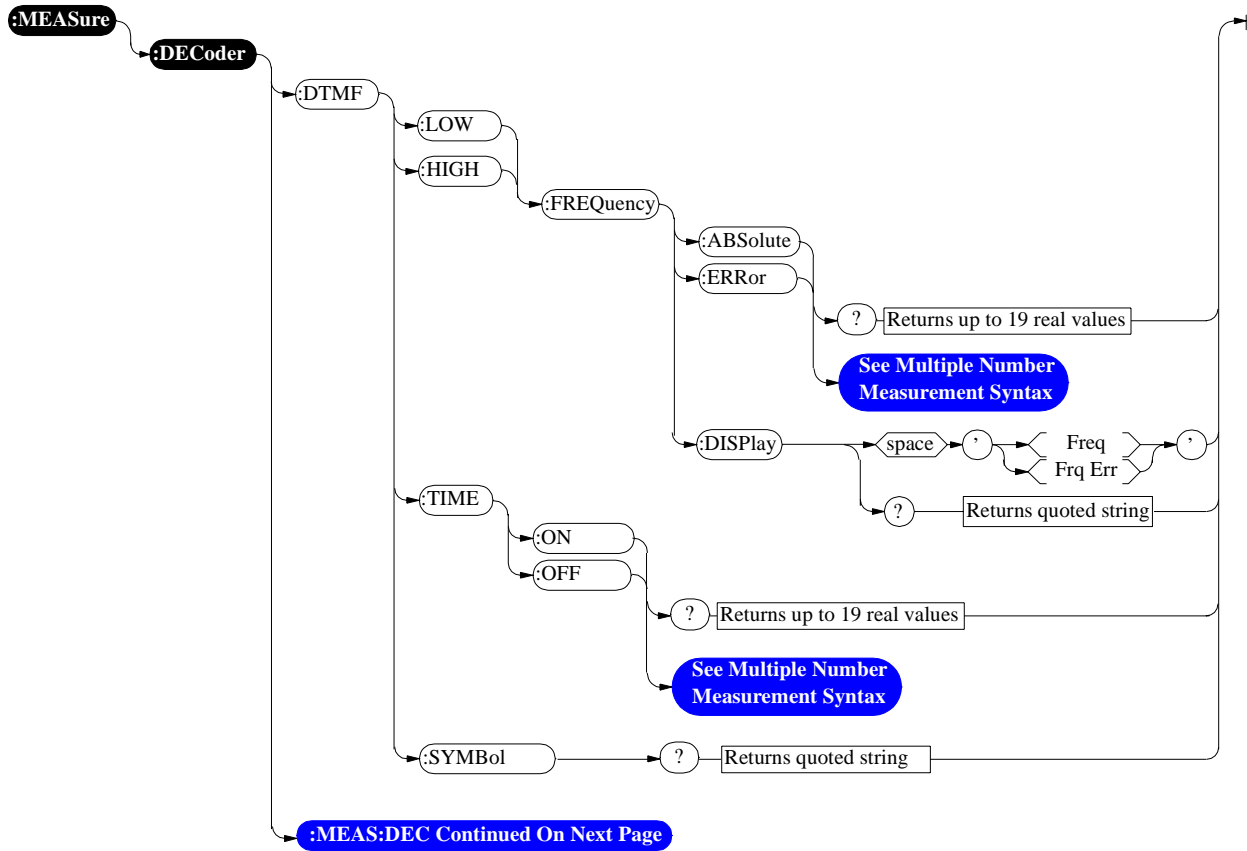 :MEASure
:DECoder
:DTMF
:LOW
:HIGH
:FREQuency
:ABSolute
:ERRor
? Returns up to 19 real values
See Multiple Number
Measurement Syntax
:DISPlay space ' Freq '
Frq Err
? Returns quoted string
:TIME
:ON
:OFF
? Returns up to 19 real values
See Multiple Number
Measurement Syntax
:SYMBol ? Returns quoted string
:MEAS:DEC Continued On Next Page